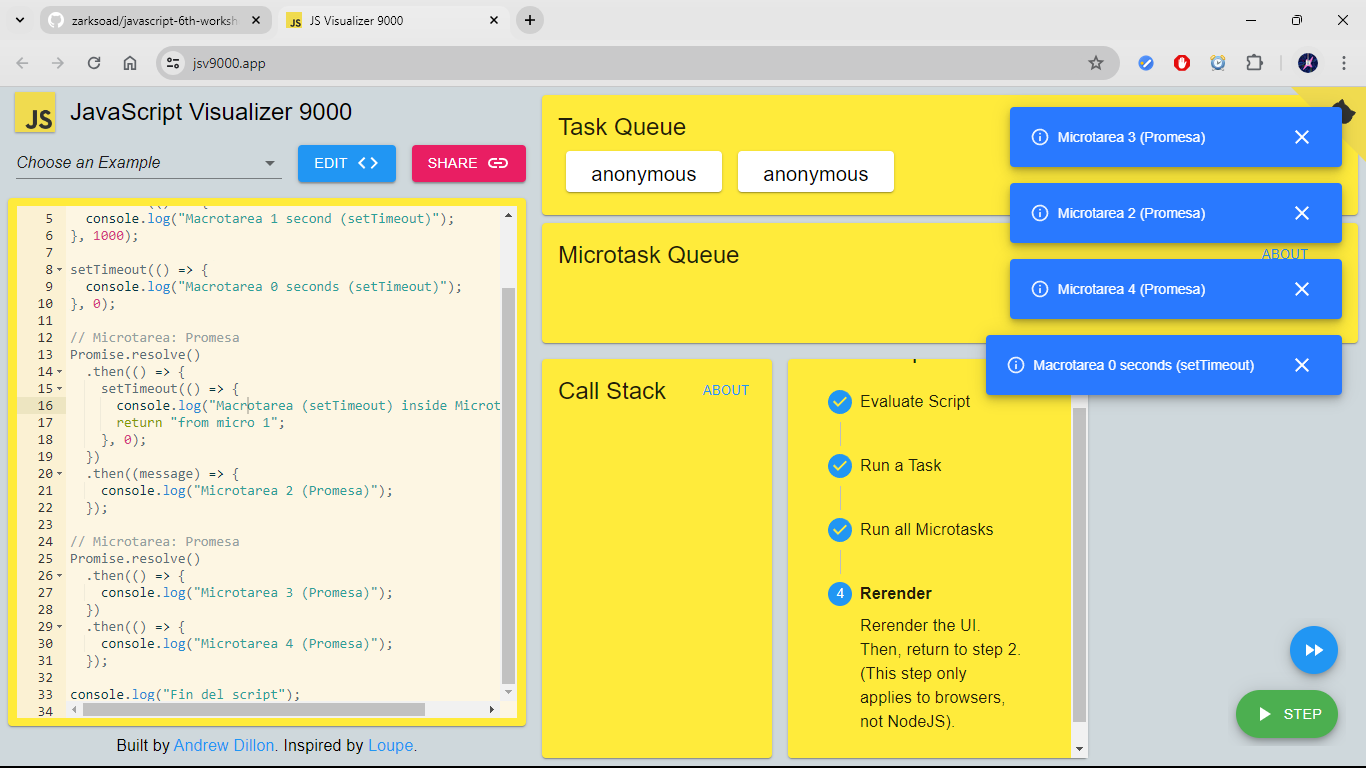 zarksoad/javascript-6th-worksh
JS Visualizer 9000
jsv9000.app
JS
JavaScript Visualizer 9000
Choose an Example
EDIT
SHARE
5 console.log("Macrotarea 1 second (setTimeout)");
6 }, 1000);
7
8 setTimeout(() => {
9 console.log("Macrotarea 0 seconds (setTimeout)");
10 }, 0);
11
12 // Microtarea: Promesa
13 Promise.resolve()
14 .then(() => {
15 setTimeout(() => {
16 console.log("Macrotarea (setTimeout) inside Microt
17 return "from micro 1";
18 }, 0);
19 })
20 .then((message) => {
21 console.log("Microtarea 2 (Promesa)");
22 });
23
24 // Microtarea: Promesa
25 Promise.resolve()
26 .then(() => {
27 console.log("Microtarea 3 (Promesa)");
28 })
29 .then(() => {
30 console.log("Microtarea 4 (Promesa)");
31 });
32
33 console.log("Fin del script");
34
Built by Andrew Dillon. Inspired by Loupe.
Task Queue
anonymous
anonymous
Microtask Queue
ABOUT
Microtarea 3 (Promesa)
Microtarea 2 (Promesa)
Microtarea 4 (Promesa)
Macrotarea 0 seconds (setTimeout)
Call Stack
ABOUT
Evaluate Script
Run a Task
Run all Microtasks
4 Rerender
Rerender the UI.
Then, return to step 2.
(This step only
applies to browsers,
not NodeJS).
STEP